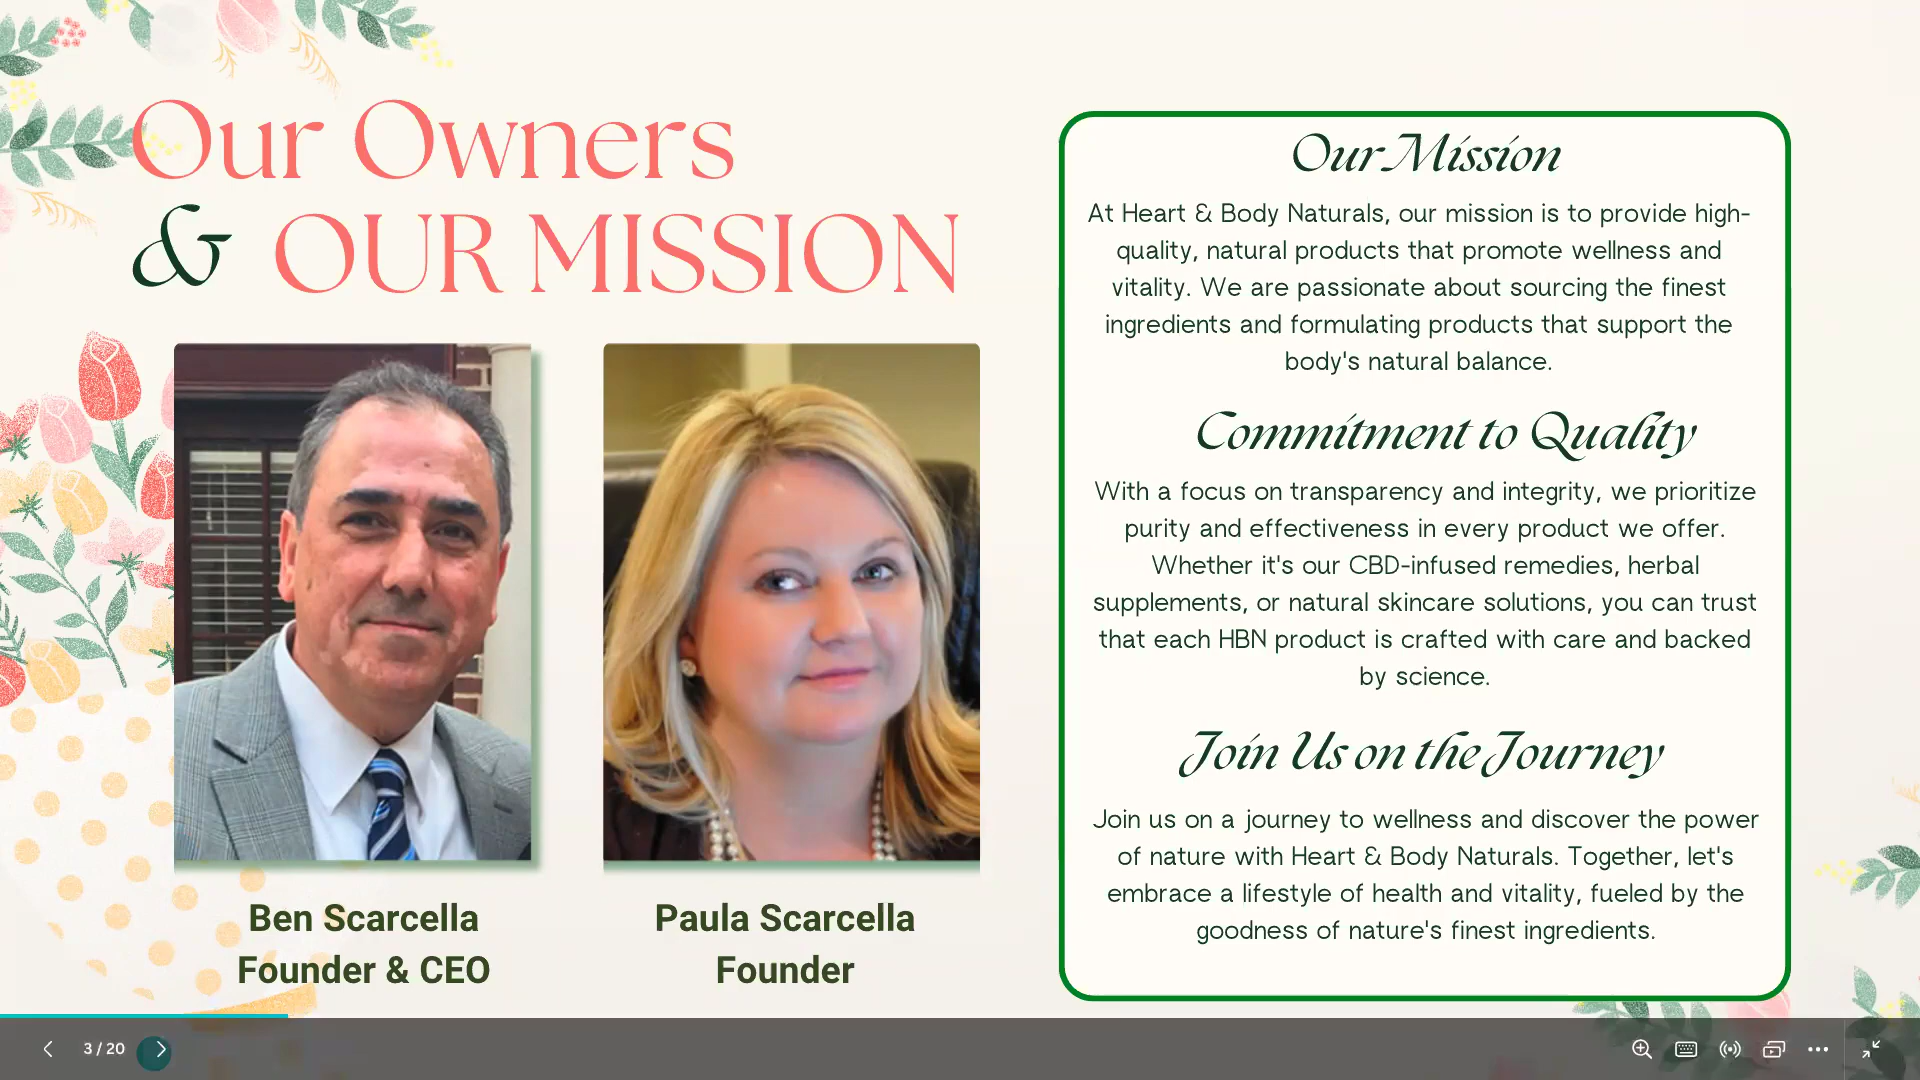 Our Owners
& OUR MISSION
Ben Scarcella
Founder & CEO
Paula Scarcella
Founder
Our Mission
At Heart & Body Naturals, our mission is to provide high-
quality, natural products that promote wellness and
vitality. We are passionate about sourcing the finest
ingredients and formulating products that support the
body's natural balance.
Commitment to Quality
With a focus on transparency and integrity, we prioritize
purity and effectiveness in every product we offer.
Whether it's our CBD-infused remedies, herbal
supplements, or natural skincare solutions, you can trust
that each HBN product is crafted with care and backed
by science.
Join Us on the Journey
Join us on a journey to wellness and discover the power
of nature with Heart & Body Naturals. Together, let's
embrace a lifestyle of health and vitality, fueled by the
goodness of nature's finest ingredients.
3 / 20